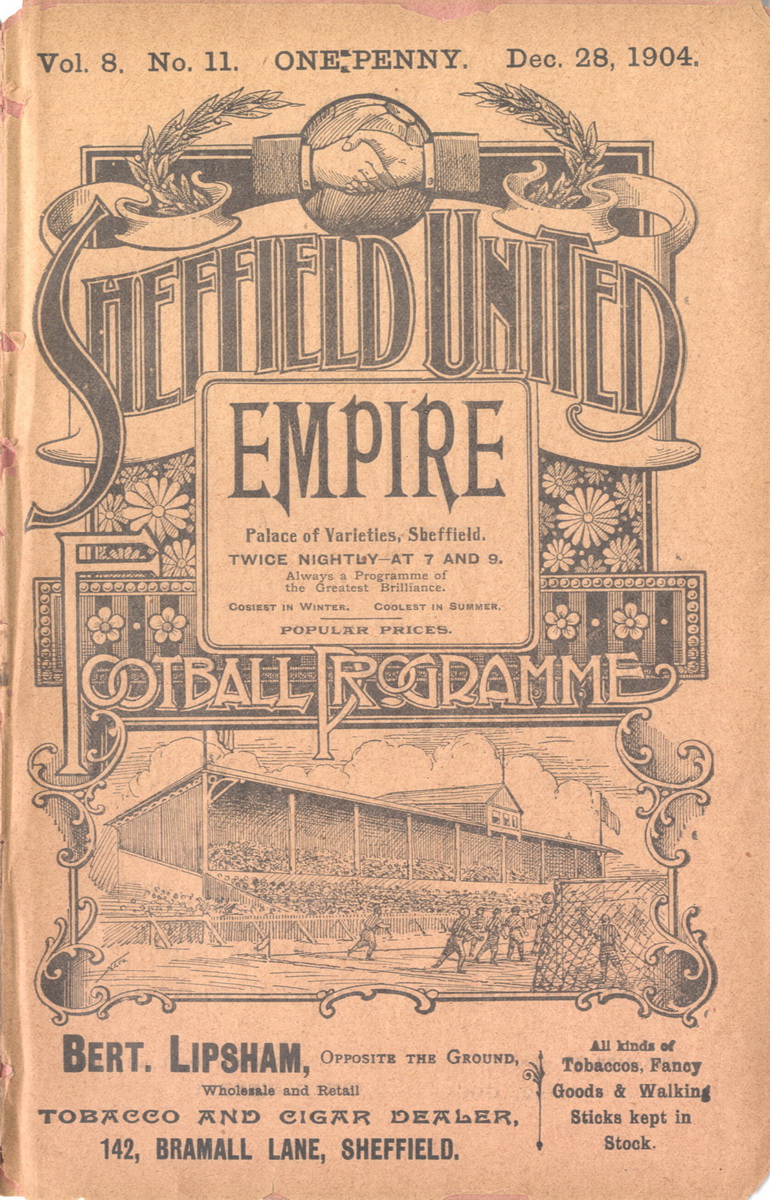 Vol. 8. No. 11. ONE PENNY. Dec. 28, 1904.
SHEFFIELD UNITED
EMPIRE
Palace of Varieties, Sheffield.
TWICE NIGHTLY—AT 7 AND 9.
Always a Programme of
the Greatest Brilliance.
COSIEST IN WINTER. COOLEST IN SUMMER.
POPULAR PRICES.
FOOTBALL PROGRAMME
BERT. LIPSHAM, OPPOSITE THE GROUND,
Wholesale and Retail
TOBACCO AND CIGAR DEALER,
142, BRAMALL LANE, SHEFFIELD.
All kinds of
Tobaccos, Fancy
Goods & Walking
Sticks kept in
Stock.